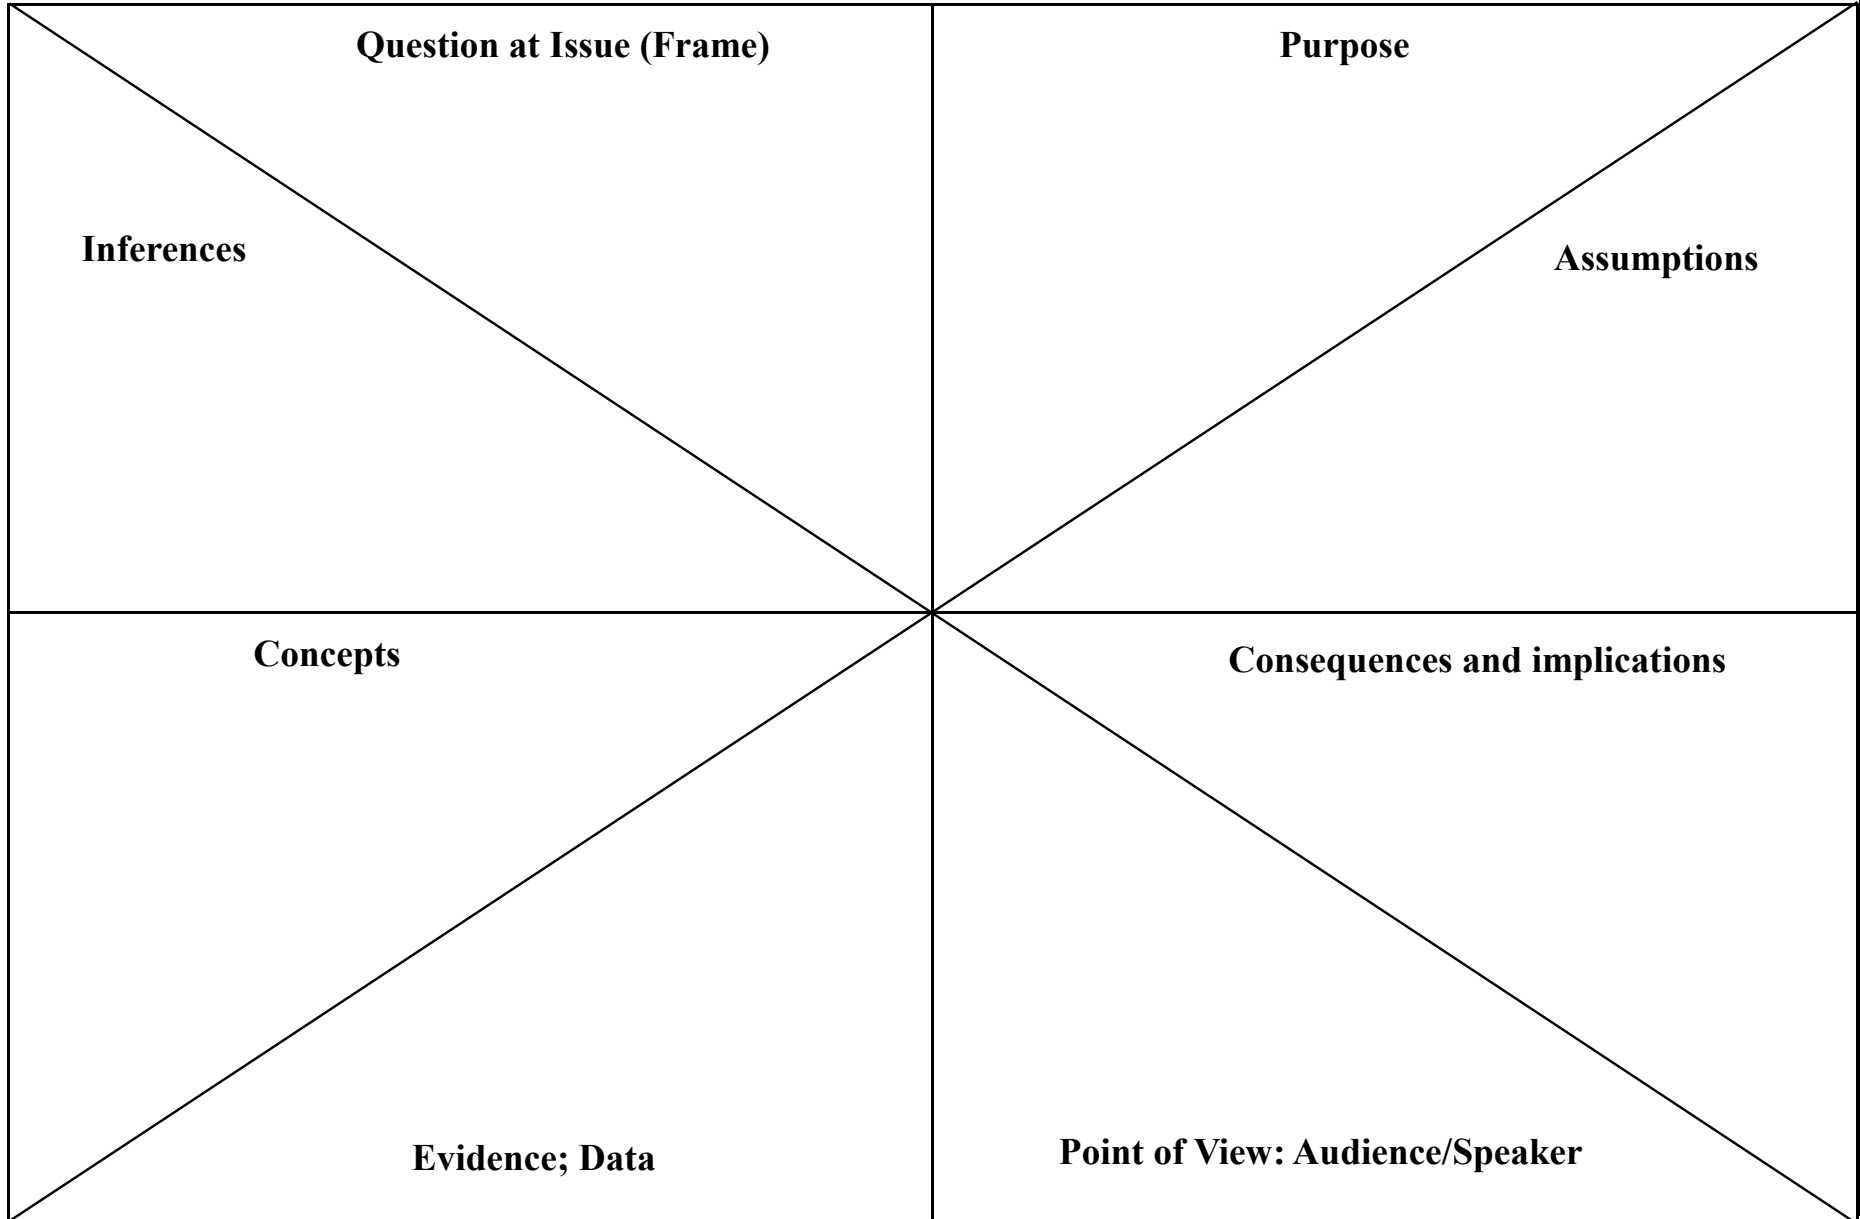 Question at Issue (Frame)
Purpose
Inferences
Assumptions
Concepts
Consequences and implications
Evidence; Data
Point of View: Audience/Speaker